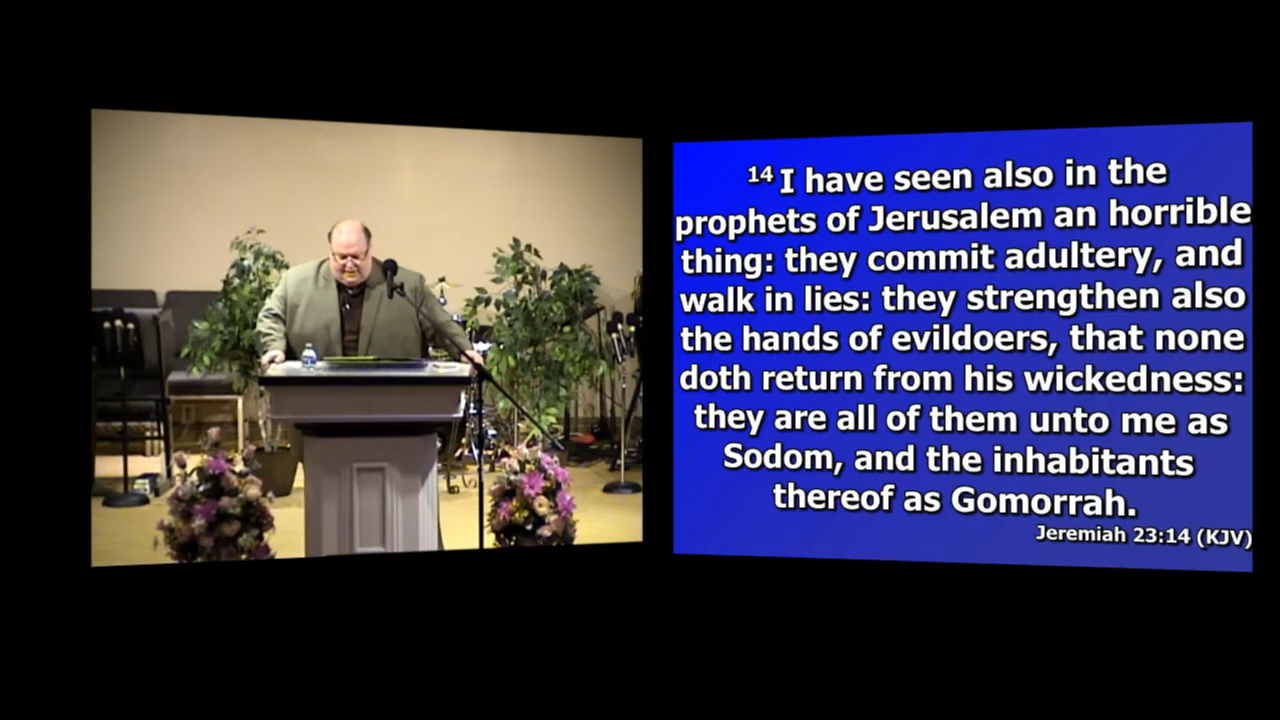 14 I have seen also in the
prophets of Jerusalem an horrible
thing: they commit adultery, and
walk in lies: they strengthen also
the hands of evildoers, that none
doth return from his wickedness:
they are all of them unto me as
Sodom, and the inhabitants
thereof as Gomorrah.
Jeremiah 23:14 (KJV)